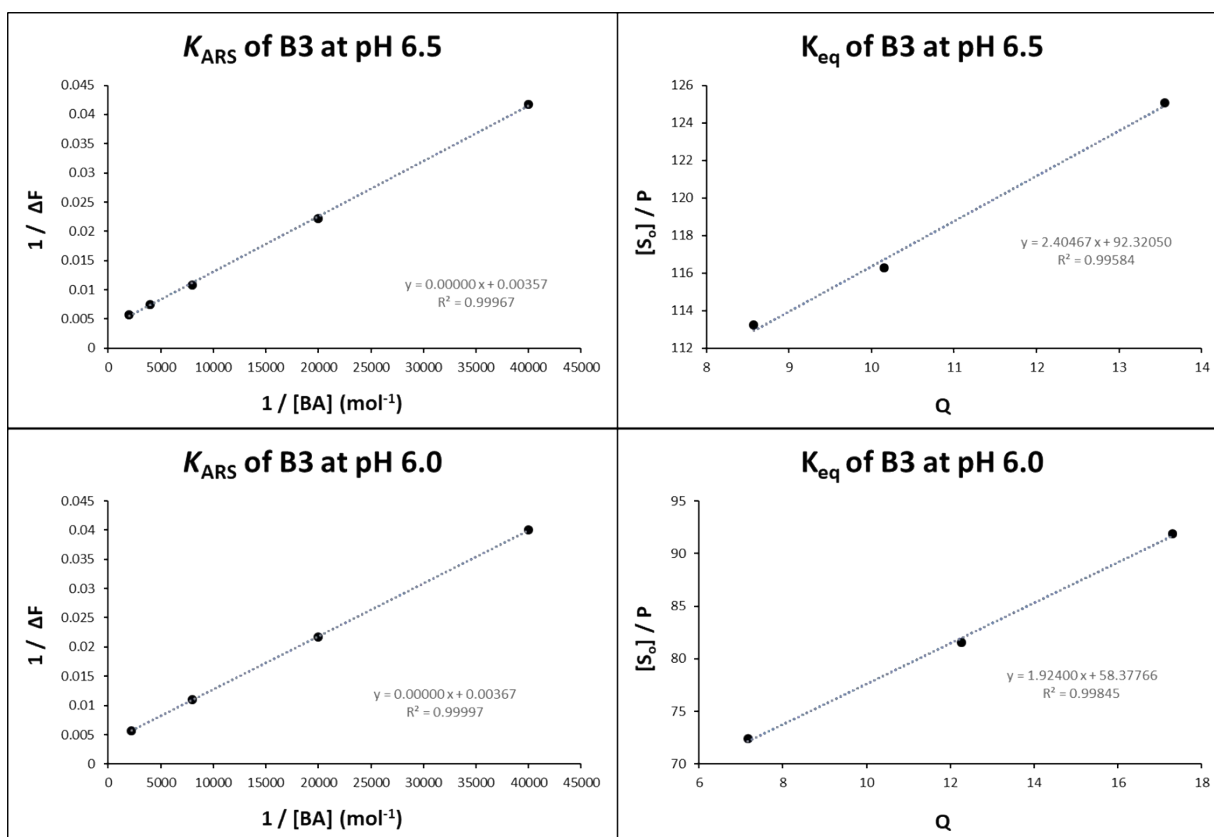 K_ARS of B3 at pH 6.5
0.045
0.04
0.035
0.03
0.025
0.02
0.015
0.01
0.005
0
1 / ΔF
y = 0.00000 x + 0.00357
R² = 0.99967
0 5000 10000 15000 20000 25000 30000 35000 40000 45000
1 / [BA] (mol⁻¹)
K_eq of B3 at pH 6.5
126
124
122
120
118
116
114
112
[S_o] / P
y = 2.40467 x + 92.32050
R² = 0.99584
8 9 10 11 12 13 14
Q
K_ARS of B3 at pH 6.0
0.045
0.04
0.035
0.03
0.025
0.02
0.015
0.01
0.005
0
1 / ΔF
y = 0.00000 x + 0.00367
R² = 0.99997
0 5000 10000 15000 20000 25000 30000 35000 40000 45000
1 / [BA] (mol⁻¹)
K_eq of B3 at pH 6.0
95
90
85
80
75
70
[S_o] / P
y = 1.92400 x + 58.37766
R² = 0.99845
6 8 10 12 14 16 18
Q